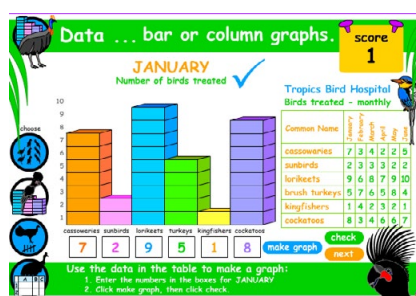 Data ... bar or column graphs.
score
1
JANUARY
Number of birds treated
Tropics Bird Hospital
Birds treated - monthly
choose
10
9
8
7
6
5
4
3
2
1
Common Name January February March April May June
cassowaries 7 3 4 2 2 5
sunbirds 2 3 3 3 2 2
lorikeets 9 6 8 7 9 10
brush turkeys 5 7 6 5 8 4
kingfishers 1 4 2 3 2 1
cockatoos 8 3 4 6 6 7
cassoweries sunbirds lorikeets turkeys kingfishers cockatoos
7 2 9 5 1 8
make graph
check
next
Use the data in the table to make a graph:
1. Enter the numbers in the boxes for JANUARY
2. Click make graph, then click check.